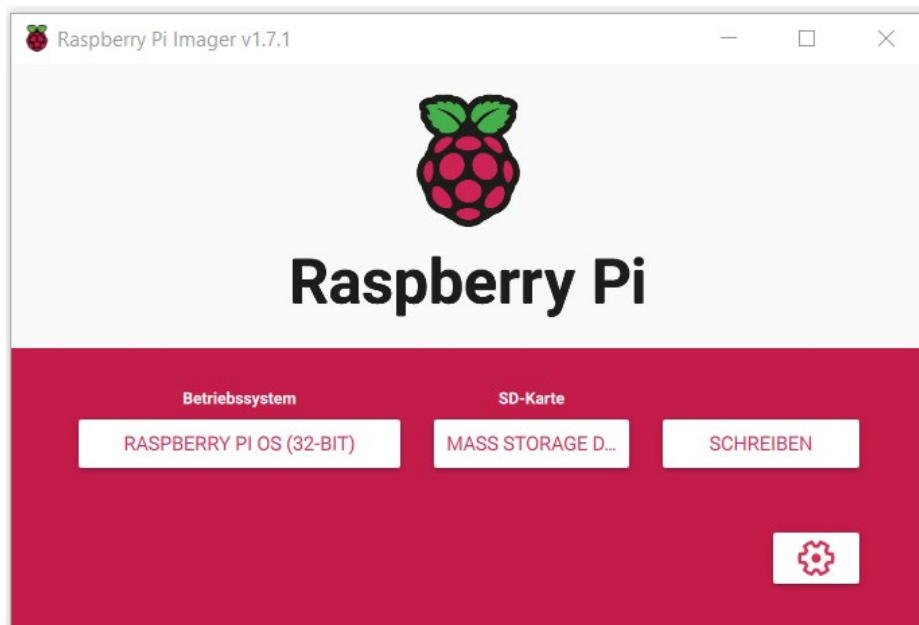 Raspberry Pi Imager v1.7.1
Raspberry Pi
Betriebssystem
SD-Karte
RASPBERRY PI OS (32-BIT)
MASS STORAGE D...
SCHREIBEN